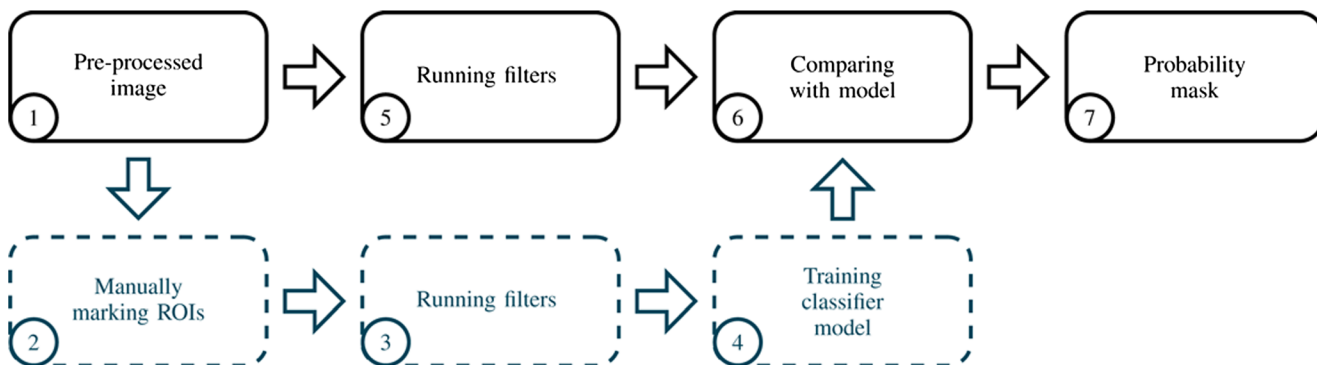 Pre-processed
image
1
Running filters
5
Comparing
with model
6
Probability
mask
7
Manually
marking ROIs
2
Running filters
3
Training
classifier
model
4